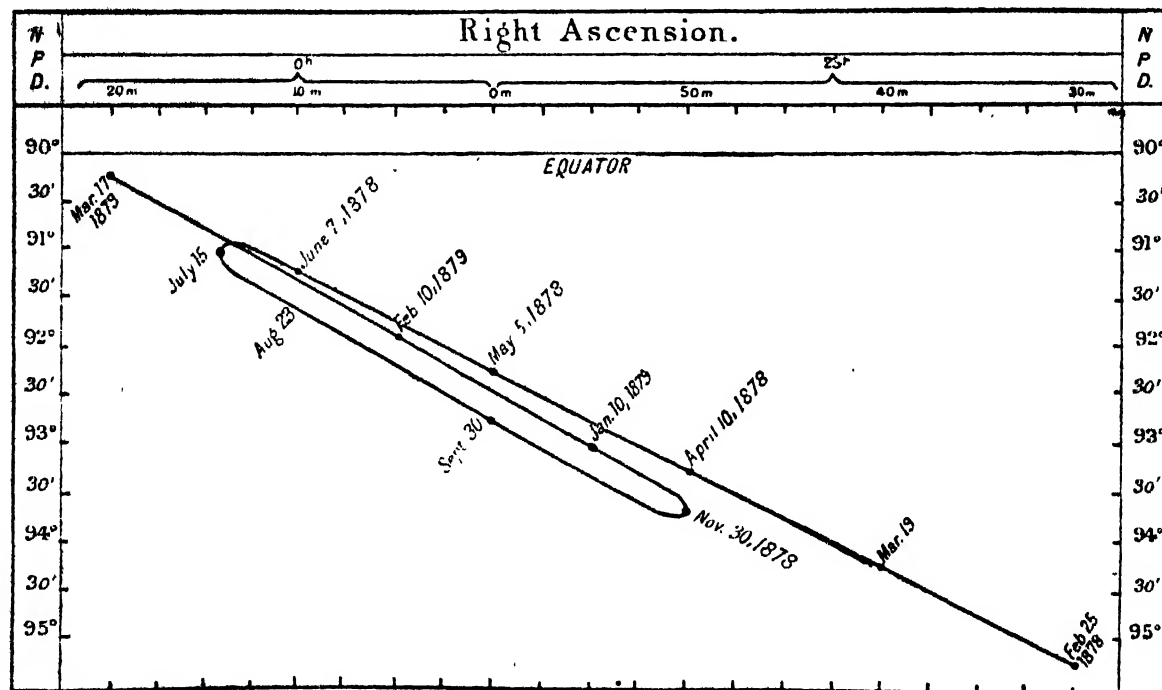 Right Ascension.
N P D.
N P D.
0h
20m 10m 0m 50m 40m 30m
90° EQUATOR 90°
30' 30'
91° 91°
30' 30'
92° 92°
30' 30'
93° 93°
30' 30'
94° 94°
30' 30'
95° 95°
Mar. 17
1879
July 15
June 7, 1878
Aug 23
Feb 10, 1879
May 5, 1878
Sept 30
Jan. 10, 1879
April 10, 1878
Nov. 30, 1878
Mar. 19
Feb 25
1878